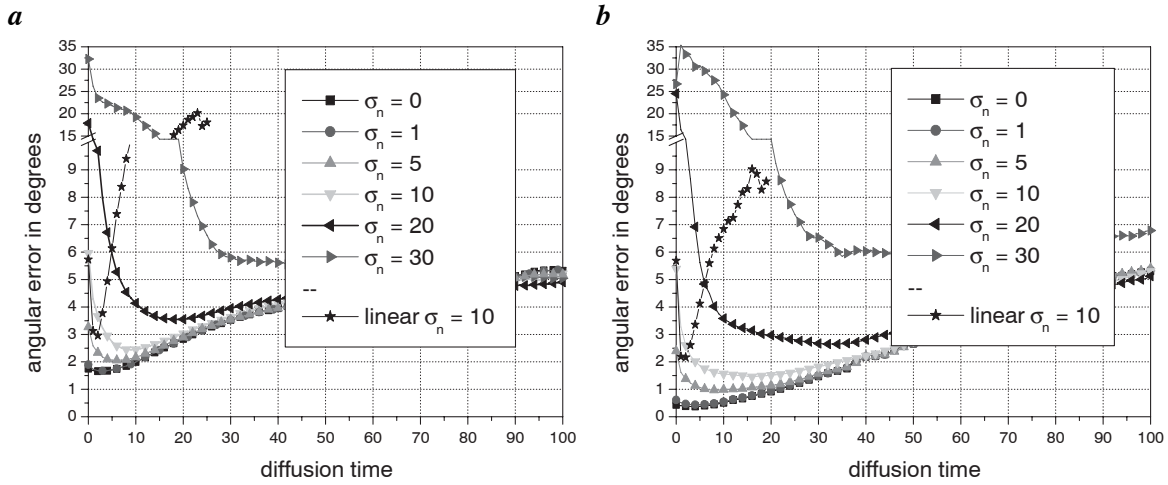 a
35
30
25
20
15
9
8
7
6
5
4
3
2
1
0
angular error in degrees
σn = 0
σn = 1
σn = 5
σn = 10
σn = 20
σn = 30
--
linear σn = 10
0 10 20 30 40 50 60 70 80 90 100
diffusion time
b
35
30
25
20
15
9
8
7
6
5
4
3
2
1
0
angular error in degrees
σn = 0
σn = 1
σn = 5
σn = 10
σn = 20
σn = 30
--
linear σn = 10
0 10 20 30 40 50 60 70 80 90 100
diffusion time